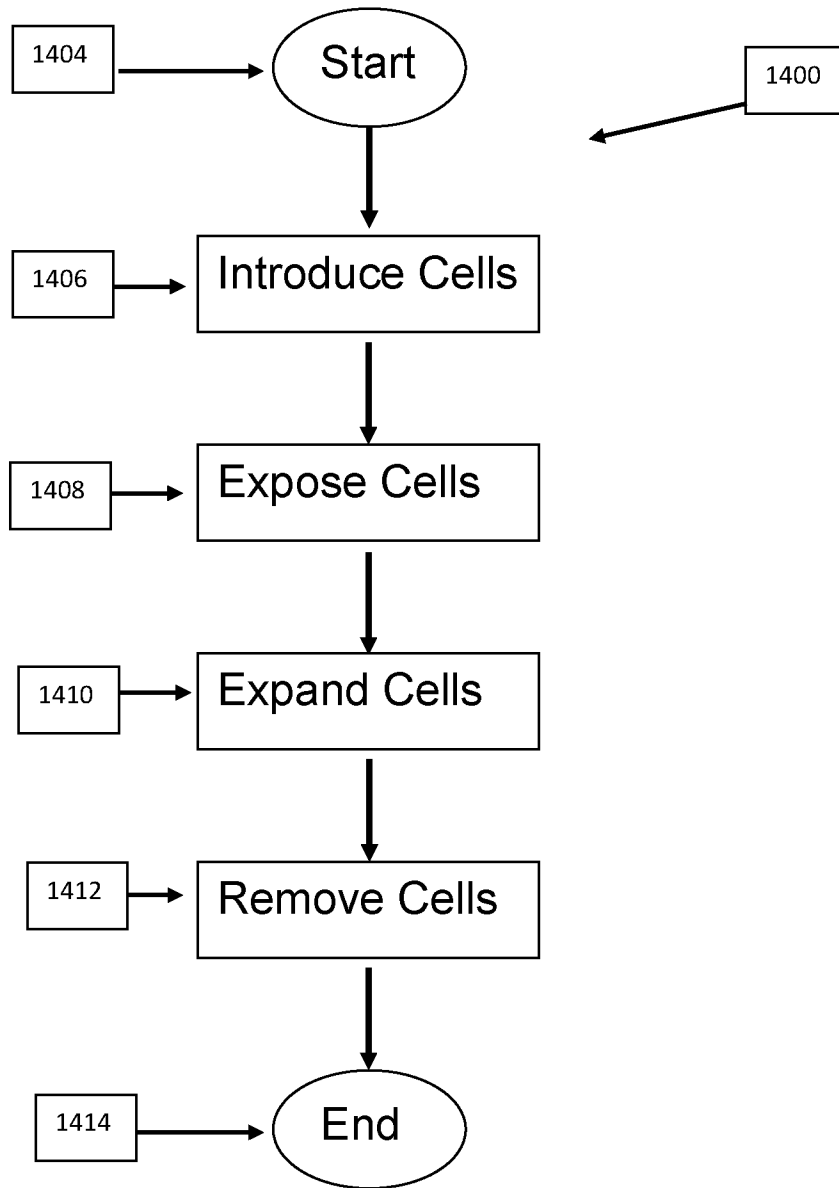 1404
Start
1400
1406
Introduce Cells
1408
Expose Cells
1410
Expand Cells
1412
Remove Cells
1414
End